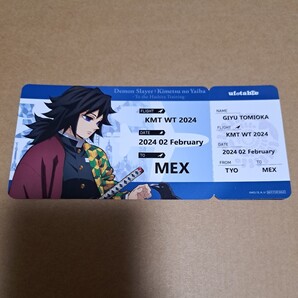 Demon Slayer: Kimetsu no Yaiba
To the Hashira Training
FLIGHT
KMT WT 2024
DATE
2024 02 February
TO
MEX
ufotable
NAME
GIYU TOMIOKA
FLIGHT
KMT WT 2024
DATE
2024 02 February
FROM
TO
TYO
MEX